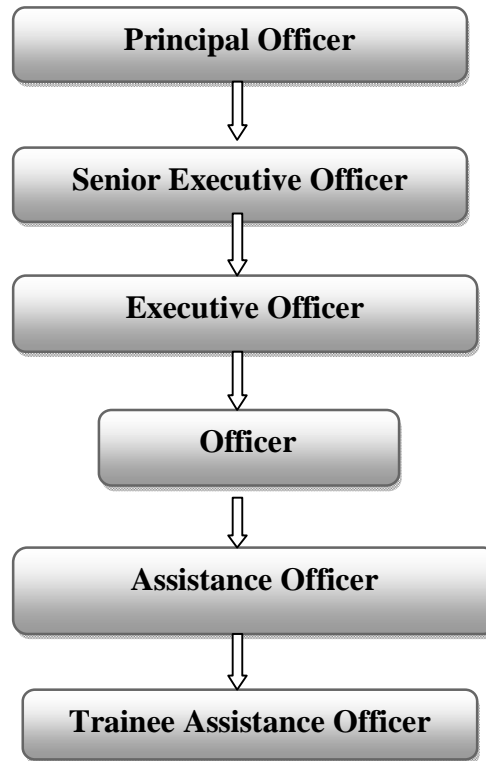 Principal Officer
Senior Executive Officer
Executive Officer
Officer
Assistance Officer
Trainee Assistance Officer